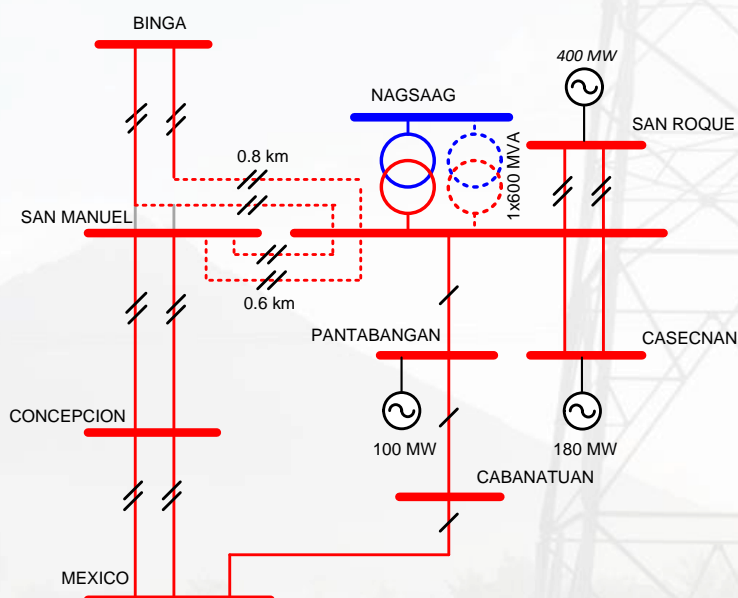 BINGA
400 MW
NAGSAAG
SAN ROQUE
0.8 km
1x600 MVA
SAN MANUEL
0.6 km
PANTABANGAN
CASECNAN
CONCEPCION
100 MW
180 MW
CABANATUAN
MEXICO